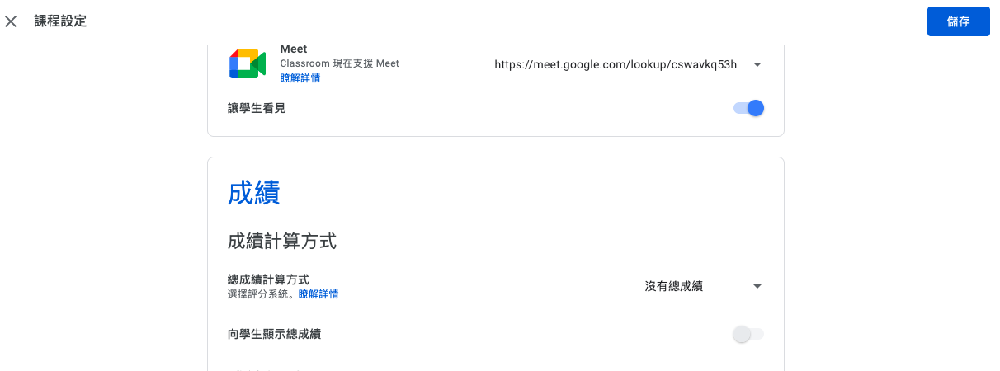 課程設定
儲存
Meet
Classroom 現在支援 Meet
瞭解詳情
https://meet.google.com/lookup/cswavkq53h
讓學生看見
成績
成績計算方式
總成績計算方式
選擇評分系統。瞭解詳情
沒有總成績
向學生顯示總成績